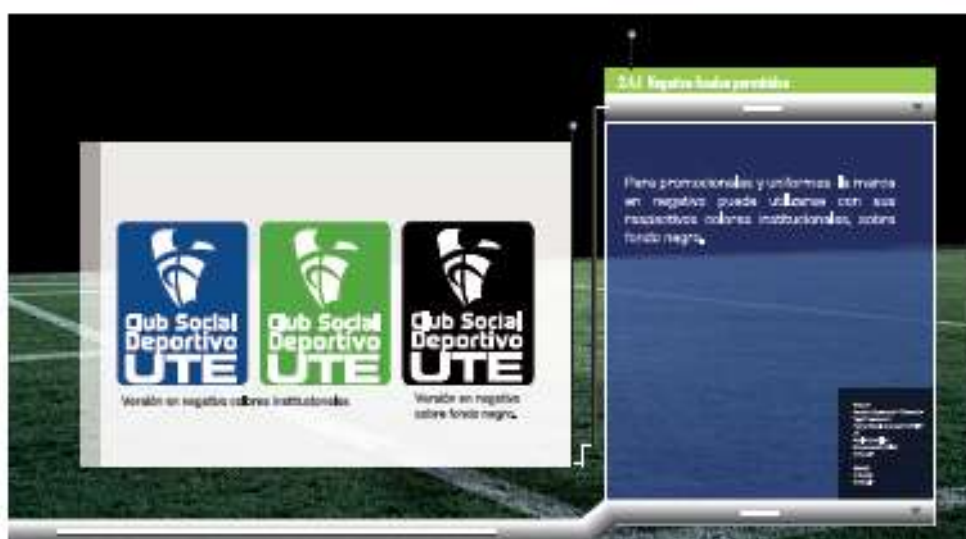 2.4.1 Negativo fondos permitidos
Para promocionales y uniformes la marca
en negativo puede utilizarse con sus
respectivos colores institucionales, sobre
fondo negro.
Club Social
Deportivo
UTE
Club Social
Deportivo
UTE
Club Social
Deportivo
UTE
Versión en negativo colores institucionales
Versión en negativo
sobre fondo negro.